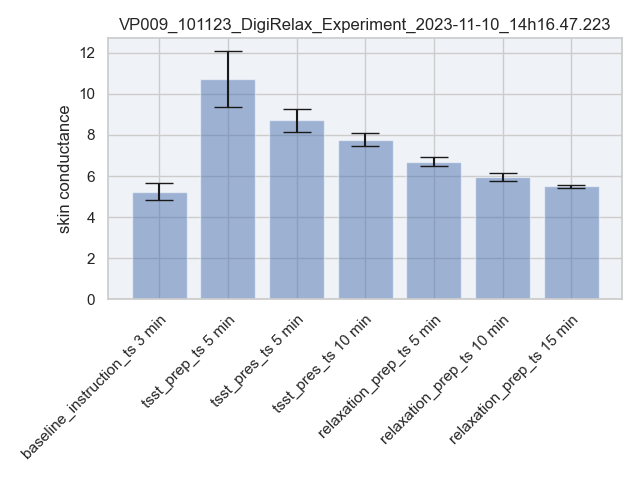 VP009_101123_DigiRelax_Experiment_2023-11-10_14h16.47.223
skin conductance
12
10
8
6
4
2
0
baseline_instruction_ts 3 min
tsst_prep_ts 5 min
tsst_pres_ts 5 min
tsst_pres_ts 10 min
relaxation_prep_ts 5 min
relaxation_prep_ts 10 min
relaxation_prep_ts 15 min